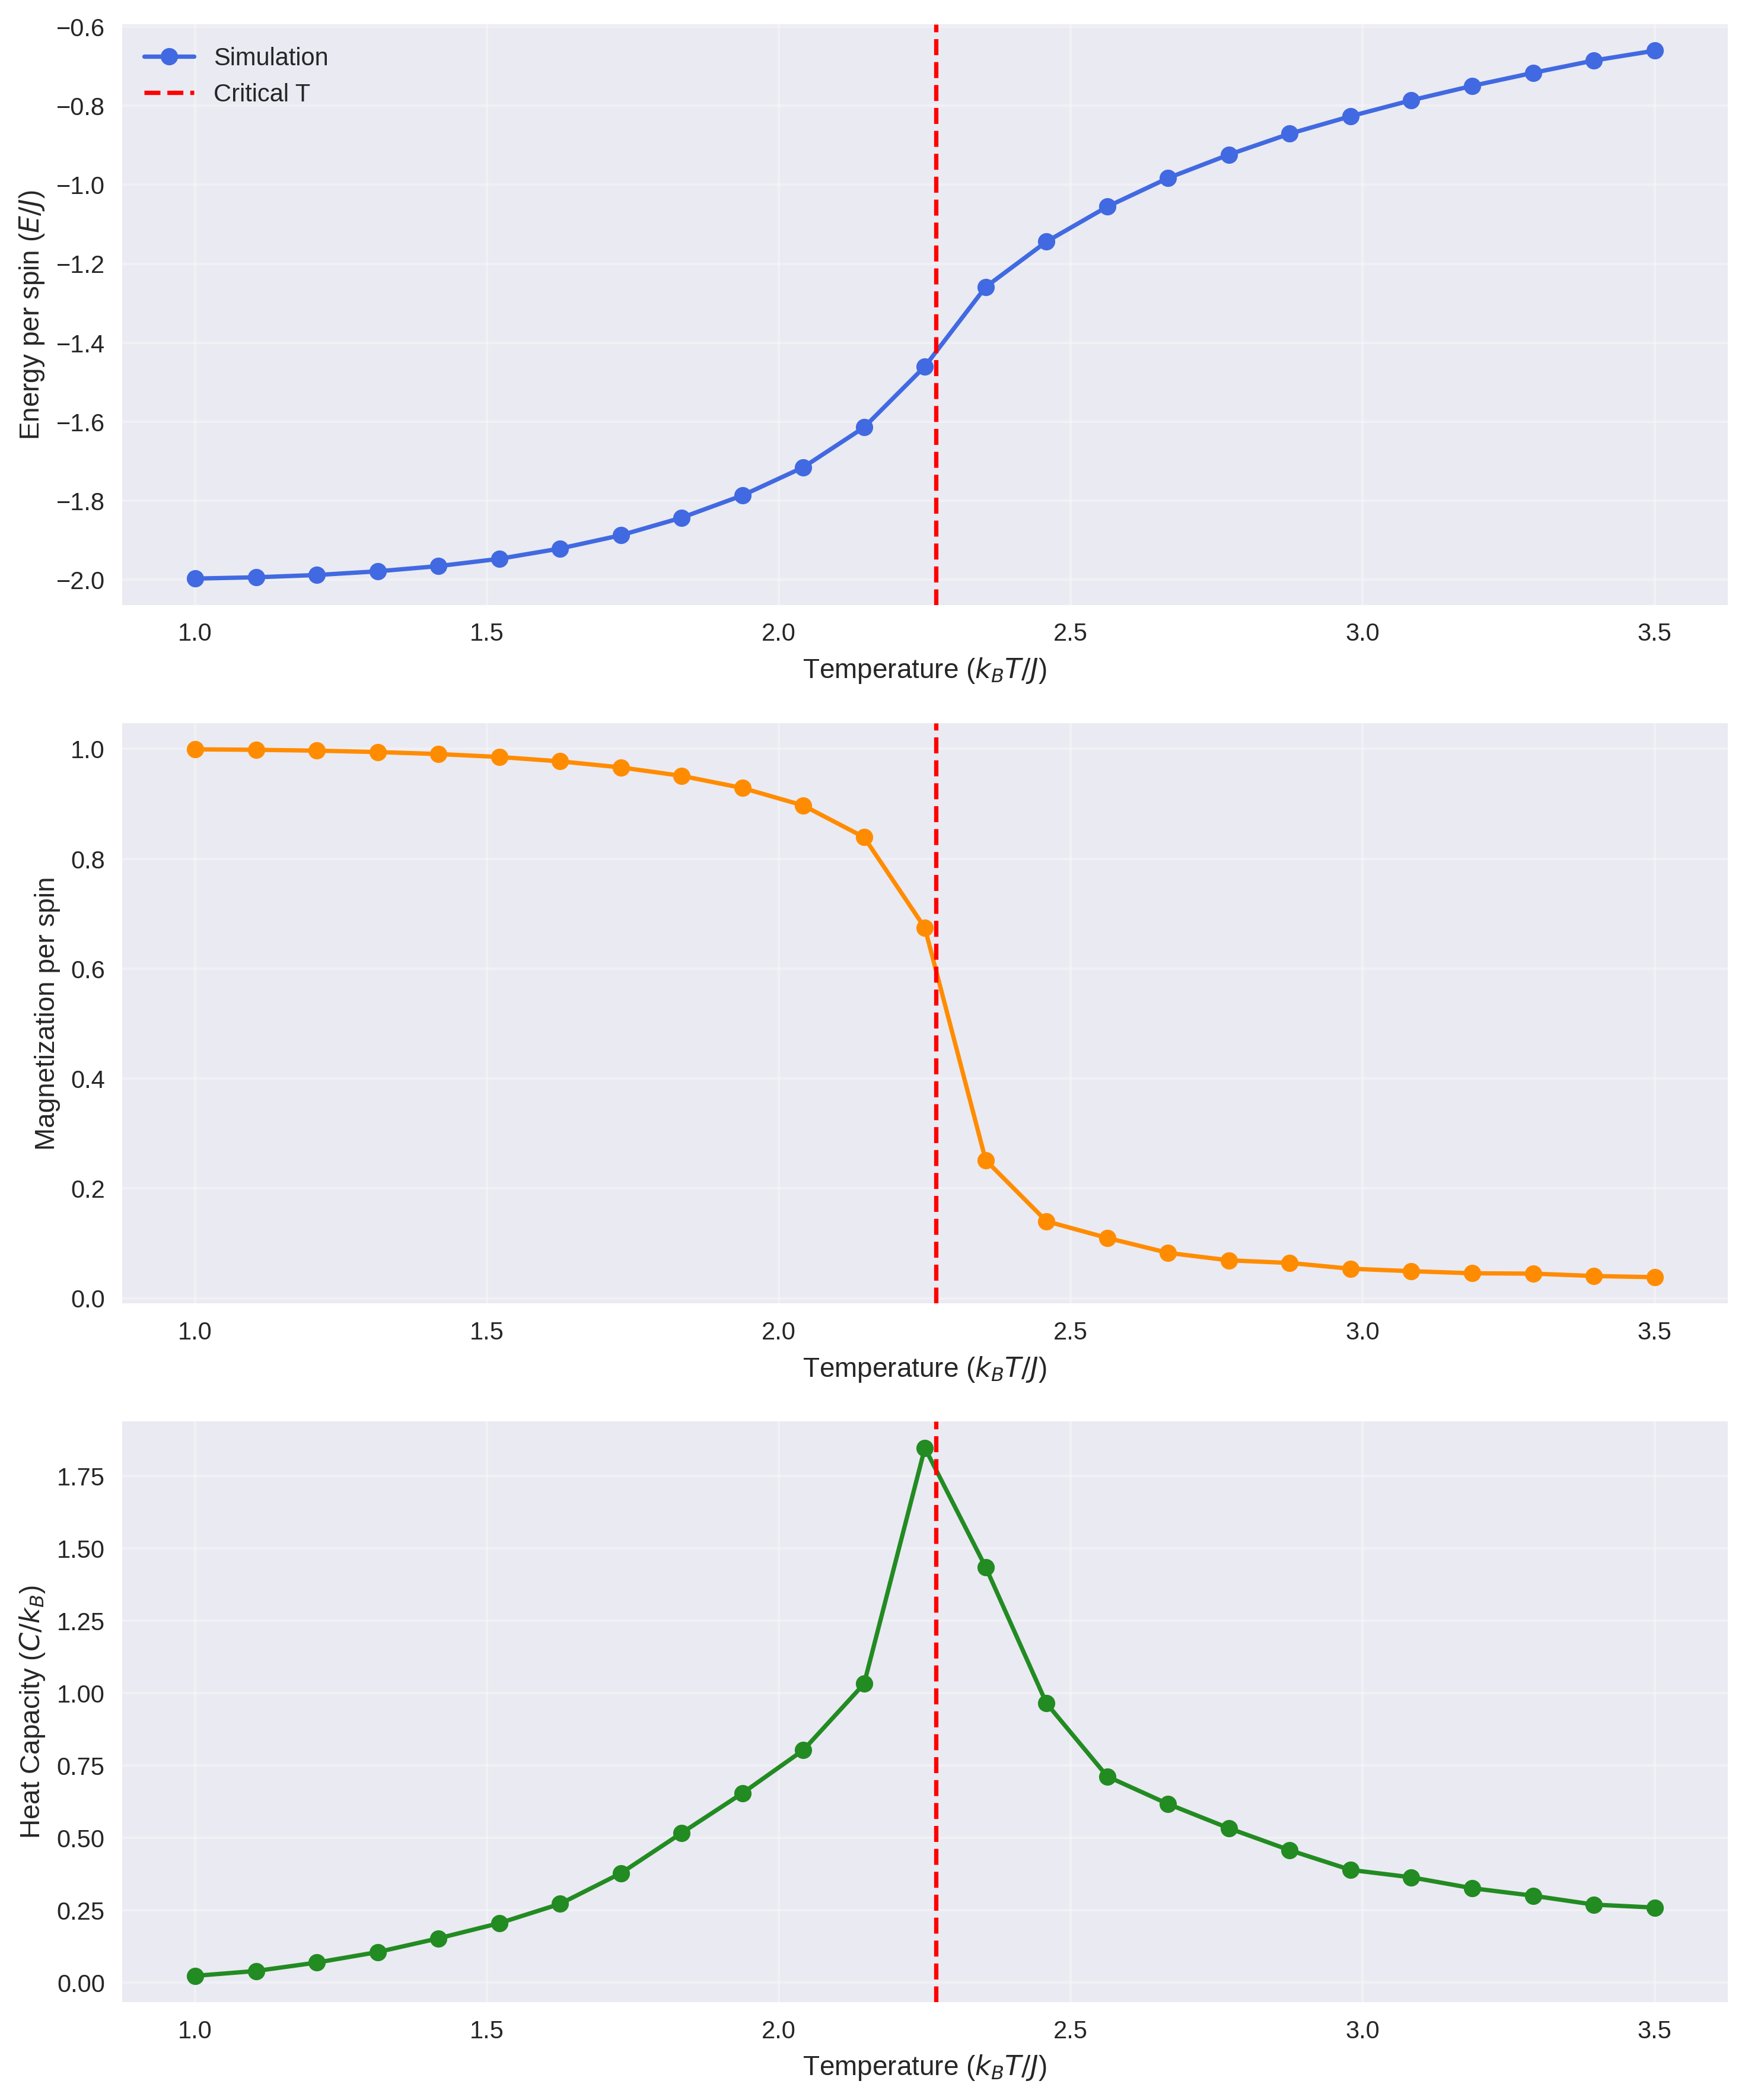 −0.6
Simulation
Critical T
−0.8
−1.0
−1.2
−1.4
−1.6
−1.8
−2.0
Energy per spin (E/J)
1.0 1.5 2.0 2.5 3.0 3.5
Temperature (k_BT/J)
1.0
0.8
0.6
0.4
0.2
0.0
Magnetization per spin
1.0 1.5 2.0 2.5 3.0 3.5
Temperature (k_BT/J)
1.75
1.50
1.25
1.00
0.75
0.50
0.25
0.00
Heat Capacity (C/k_B)
1.0 1.5 2.0 2.5 3.0 3.5
Temperature (k_BT/J)